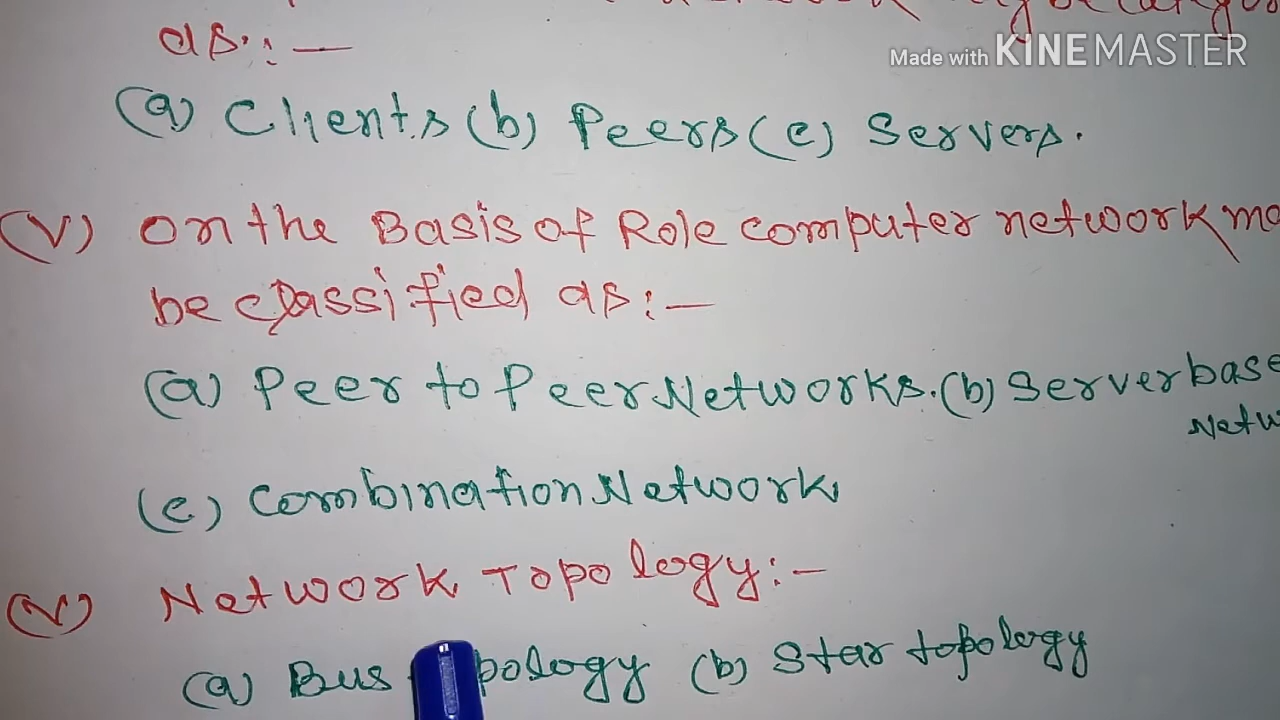 as:-
Made with KINEMASTER
(a) Clients (b) Peers (c) Servers.
(V) On the Basis of Role computer network ma
be classified as:-
(a) Peer to Peer Networks. (b) Server base
Netw
(c) Combination Network
(V) Network Topology:-
(a) Bus pology (b) Star topology